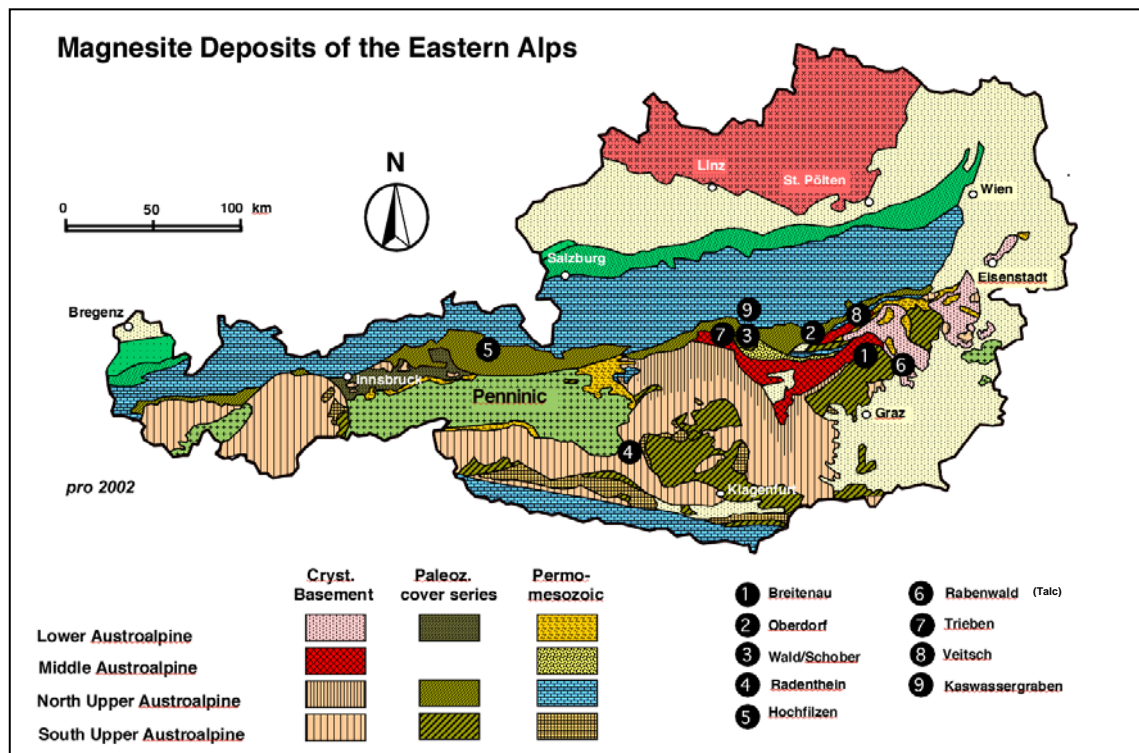 Magnesite Deposits of the Eastern Alps
N
0 50 100 km
Linz
St. Pölten
Wien
Salzburg
Eisenstadt
Bregenz
9
8
7
3
2
5
1
6
Innsbruck
Penninic
Graz
4
pro 2002
Klagenfurt
Cryst. Basement
Paleoz. cover series
Permo-mesozoic
Lower Austroalpine
Middle Austroalpine
North Upper Austroalpine
South Upper Austroalpine
1 Breitenau
2 Oberdorf
3 Wald/Schober
4 Radenthein
5 Hochfilzen
6 Rabenwald (Talc)
7 Trieben
8 Veitsch
9 Kaswassergraben